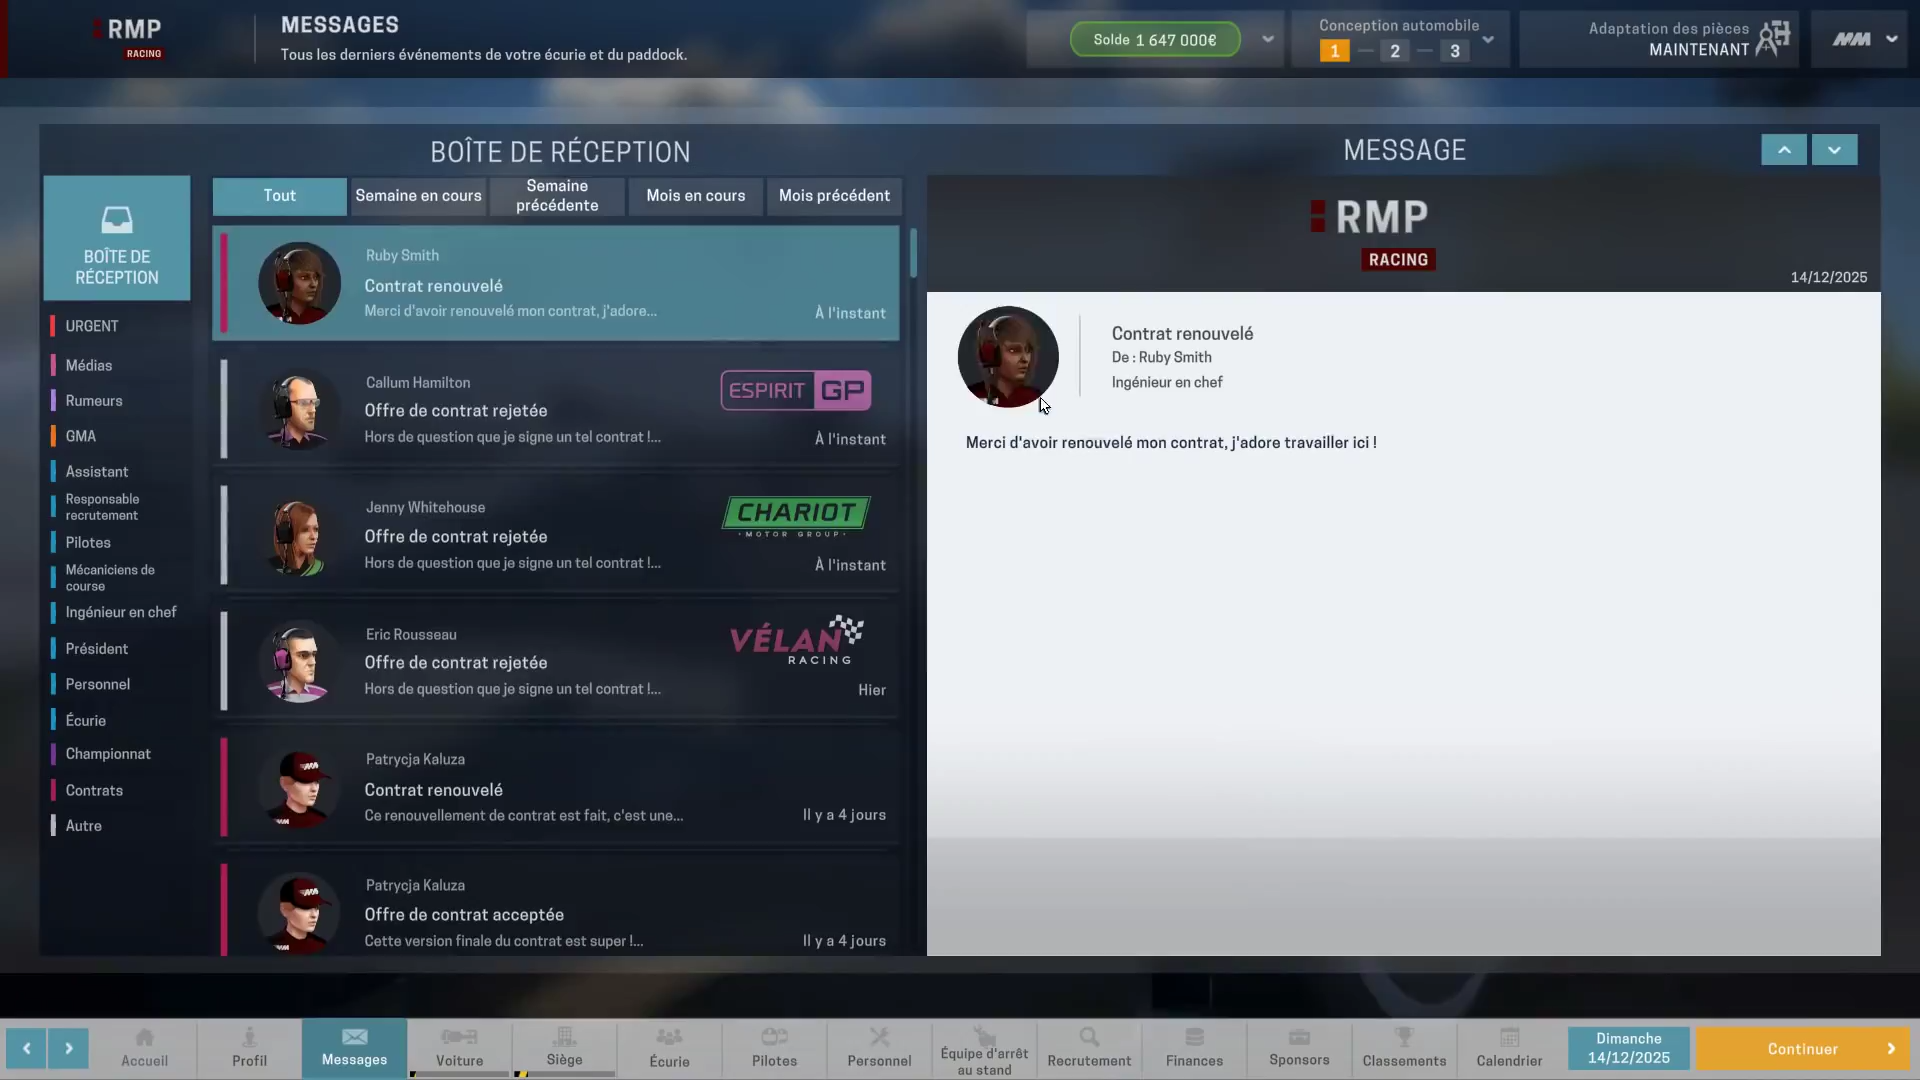 RMP
RACING
MESSAGES
Tous les derniers événements de votre écurie et du paddock.
Solde 1 647 000€
Conception automobile
1 2 3
Adaptation des pièces
MAINTENANT
BOÎTE DE RÉCEPTION
MESSAGE
BOÎTE DE
RÉCEPTION
URGENT
Médias
Rumeurs
GMA
Assistant
Responsable
recrutement
Pilotes
Mécaniciens de
course
Ingénieur en chef
Président
Personnel
Écurie
Championnat
Contrats
Autre
Tout
Semaine en cours
Semaine
précédente
Mois en cours
Mois précédent
Ruby Smith
Contrat renouvelé
Merci d'avoir renouvelé mon contrat, j'adore...
À l'instant
Callum Hamilton
Offre de contrat rejetée
Hors de question que je signe un tel contrat !...
ESPIRIT GP
À l'instant
Jenny Whitehouse
Offre de contrat rejetée
Hors de question que je signe un tel contrat !...
CHARIOT
·MOTOR GROUP·
À l'instant
Eric Rousseau
Offre de contrat rejetée
Hors de question que je signe un tel contrat !...
VÉLAN
RACING
Hier
Patrycja Kaluza
Contrat renouvelé
Ce renouvellement de contrat est fait, c'est une...
Il y a 4 jours
Patrycja Kaluza
Offre de contrat acceptée
Cette version finale du contrat est super !...
Il y a 4 jours
RMP
RACING
14/12/2025
Contrat renouvelé
De : Ruby Smith
Ingénieur en chef
Merci d'avoir renouvelé mon contrat, j'adore travailler ici !
Accueil
Profil
Messages
Voiture
Siège
Écurie
Pilotes
Personnel
Équipe d'arrêt
au stand
Recrutement
Finances
Sponsors
Classements
Calendrier
Dimanche
14/12/2025
Continuer